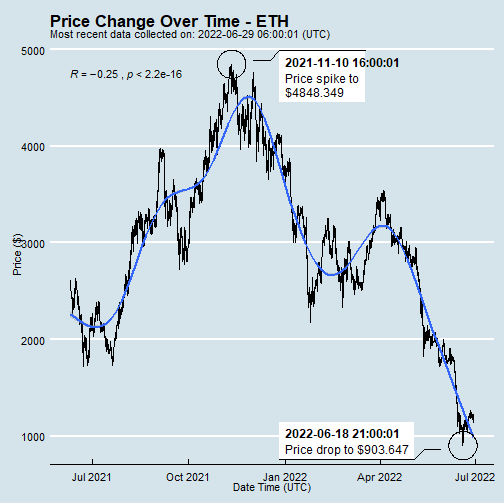 Price Change Over Time - ETH
Most recent data collected on: 2022-06-29 06:00:01 (UTC)
5000
R = −0.25 , p < 2.2e-16
2021-11-10 16:00:01
Price spike to
$4848.349
4000
3000
Price ($)
2000
1000
2022-06-18 21:00:01
Price drop to $903.647
Jul 2021
Oct 2021
Jan 2022
Apr 2022
Jul 2022
Date Time (UTC)